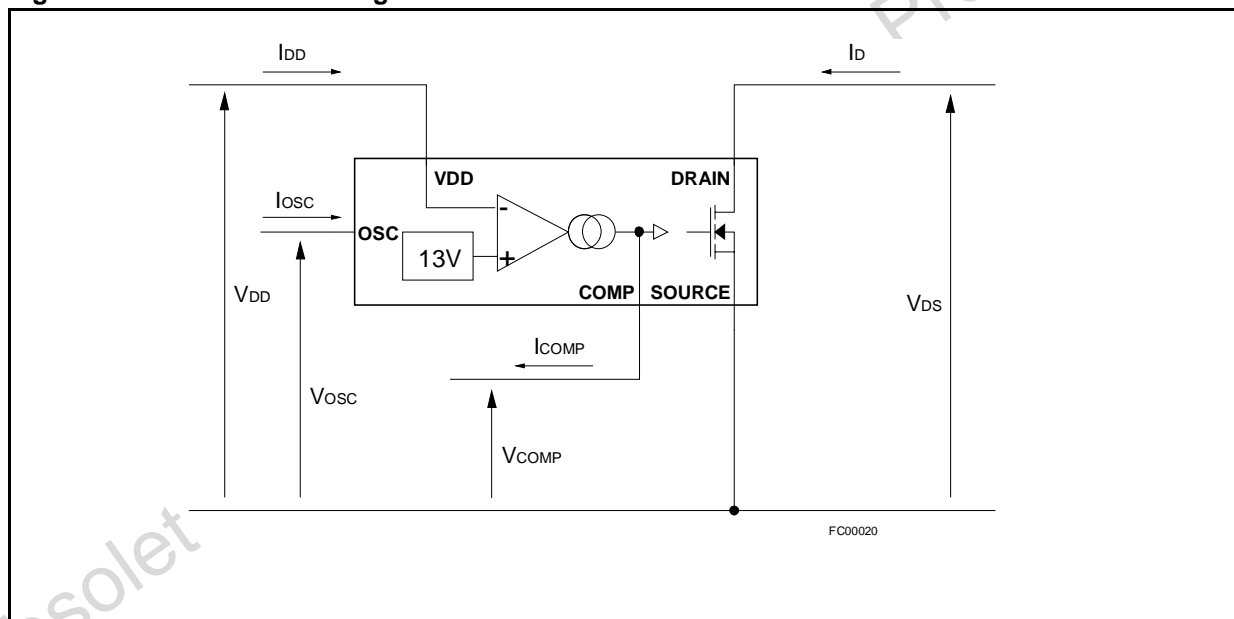 IDD
ID
VDD
DRAIN
IOSC
OSC
-
13V
+
COMP SOURCE
VDD
VDS
ICOMP
VOSC
VCOMP
FC00020